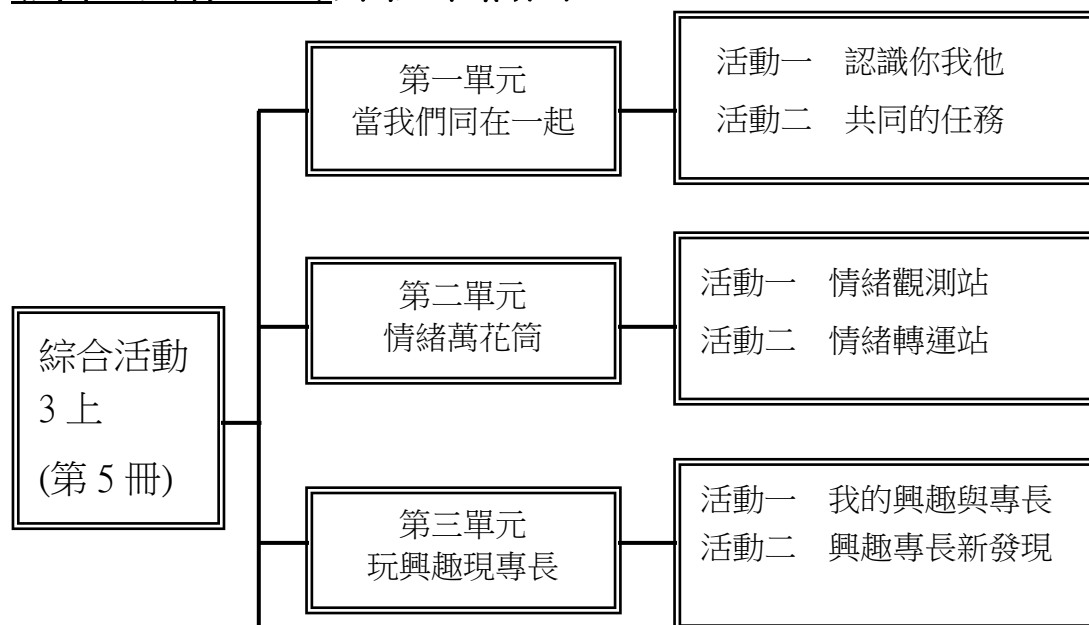 第一單元
當我們同在一起
活動一 認識你我他
活動二 共同的任務
第二單元
情緒萬花筒
活動一 情緒觀測站
活動二 情緒轉運站
綜合活動
3 上
(第 5 冊)
第三單元
玩興趣現專長
活動一 我的興趣與專長
活動二 興趣專長新發現